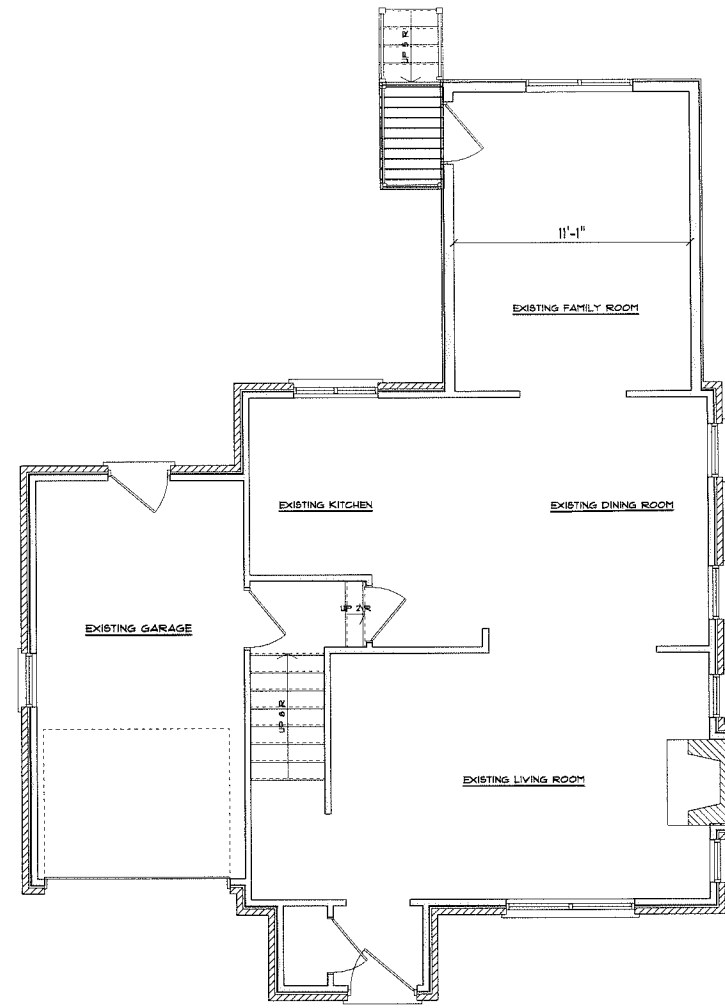 UP 5 R
11'-1"
EXISTING FAMILY ROOM
EXISTING KITCHEN
EXISTING DINING ROOM
UP 2 R
EXISTING GARAGE
UP 8 R
EXISTING LIVING ROOM